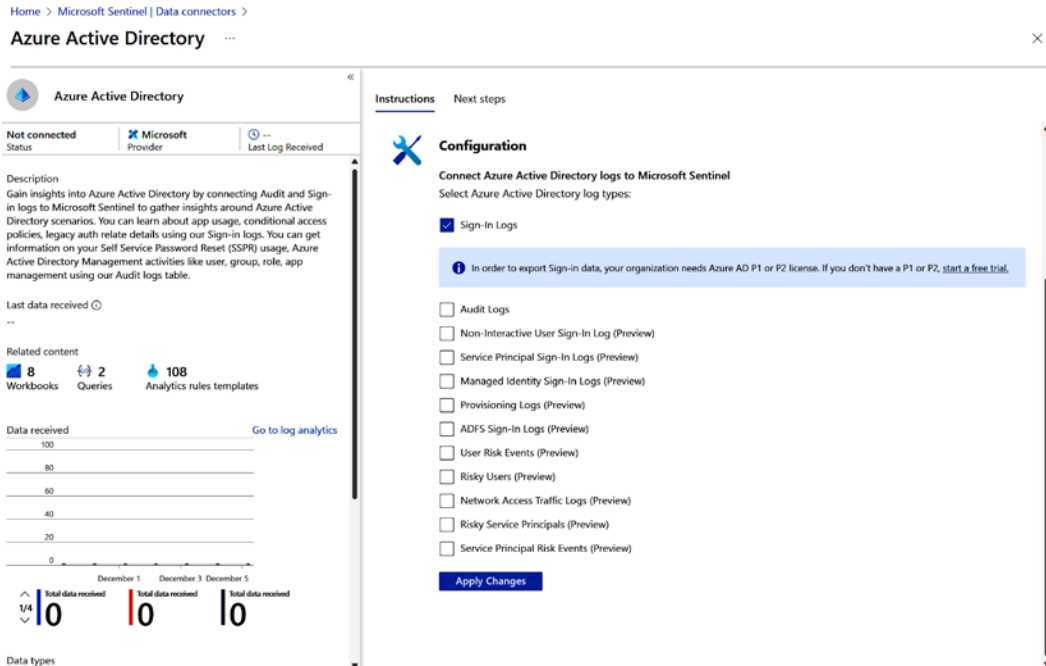 Home > Microsoft Sentinel | Data connectors >
Azure Active Directory ...
Azure Active Directory
Not connected
Status
Microsoft
Provider
--
Last Log Received
Description
Gain insights into Azure Active Directory by connecting Audit and Sign-
in logs to Microsoft Sentinel to gather insights around Azure Active
Directory scenarios. You can learn about app usage, conditional access
policies, legacy auth relate details using our Sign-in logs. You can get
information on your Self Service Password Reset (SSPR) usage, Azure
Active Directory Management activities like user, group, role, app
management using our Audit logs table.
Last data received
--
Related content
8
Workbooks
2
Queries
108
Analytics rules templates
Data received
Go to log analytics
100
80
60
40
20
0
December 1 December 3 December 5
1/4
Total data received
0
Total data received
0
Total data received
0
Data types
Instructions Next steps
Configuration
Connect Azure Active Directory logs to Microsoft Sentinel
Select Azure Active Directory log types:
Sign-In Logs
In order to export Sign-in data, your organization needs Azure AD P1 or P2 license. If you don't have a P1 or P2, start a free trial.
Audit Logs
Non-Interactive User Sign-In Log (Preview)
Service Principal Sign-In Logs (Preview)
Managed Identity Sign-In Logs (Preview)
Provisioning Logs (Preview)
ADFS Sign-In Logs (Preview)
User Risk Events (Preview)
Risky Users (Preview)
Network Access Traffic Logs (Preview)
Risky Service Principals (Preview)
Service Principal Risk Events (Preview)
Apply Changes